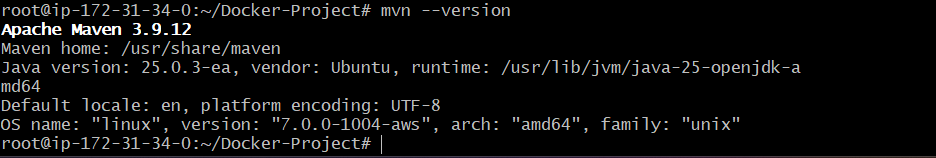 root@ip-172-31-34-0:~/Docker-Project# mvn --version
Apache Maven 3.9.12
Maven home: /usr/share/maven
Java version: 25.0.3-ea, vendor: Ubuntu, runtime: /usr/lib/jvm/java-25-openjdk-a
md64
Default locale: en, platform encoding: UTF-8
OS name: "linux", version: "7.0.0-1004-aws", arch: "amd64", family: "unix"
root@ip-172-31-34-0:~/Docker-Project#